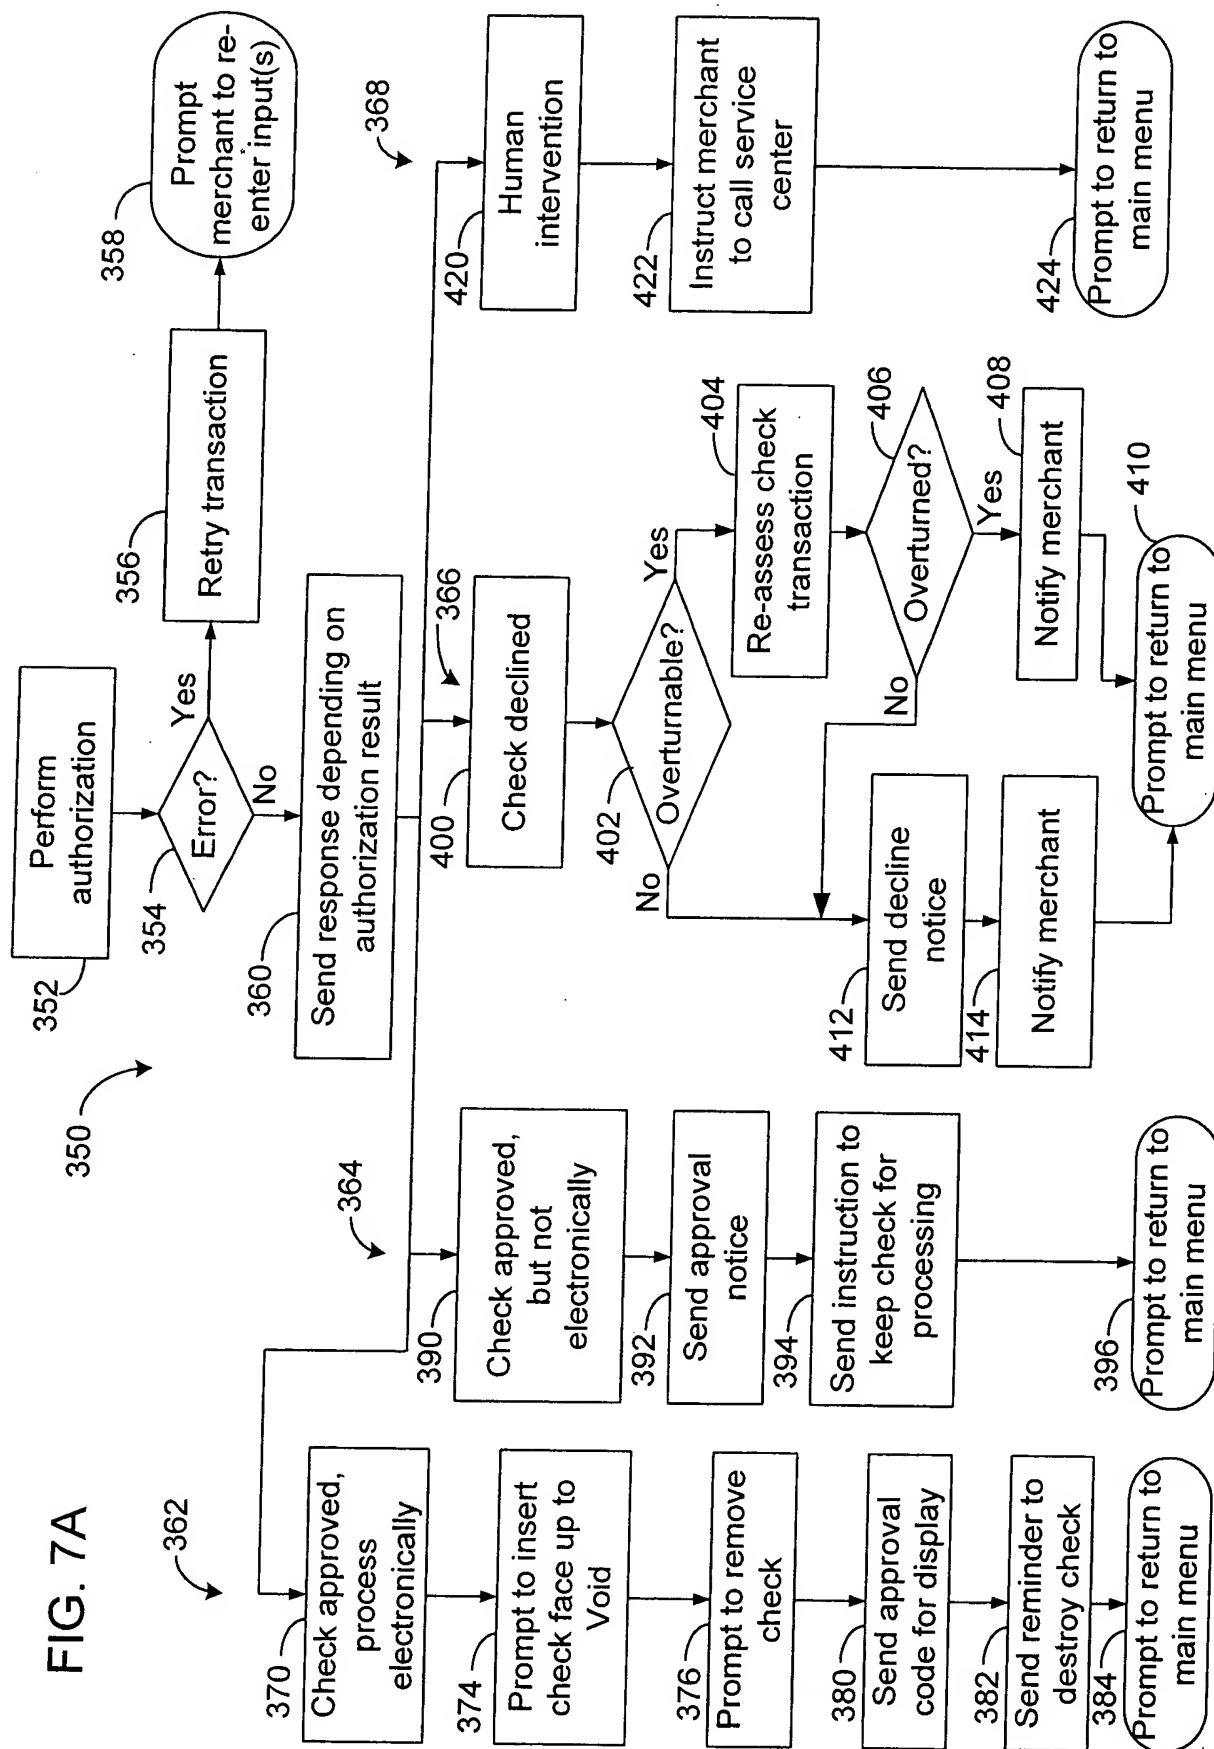 FIG. 7A
350
352
Perform
authorization
354
Error?
Yes
No
356
Retry transaction
358
Prompt
merchant to re-
enter input(s)
360
Send response depending on
authorization result
362
370
Check approved,
process
electronically
374
Prompt to insert
check face up to
Void
376
Prompt to remove
check
380
Send approval
code for display
382
Send reminder to
destroy check
384
Prompt to return to
main menu
364
390
Check approved,
but not
electronically
392
Send approval
notice
394
Send instruction to
keep check for
processing
396
Prompt to return to
main menu
366
400
Check declined
402
Overturnable?
No
Yes
404
Re-assess check
transaction
406
Overturned?
No
Yes
408
Notify merchant
410
Prompt to return to
main menu
412
Send decline
notice
414
Notify merchant
368
420
Human
intervention
422
Instruct merchant
to call service
center
424
Prompt to return to
main menu